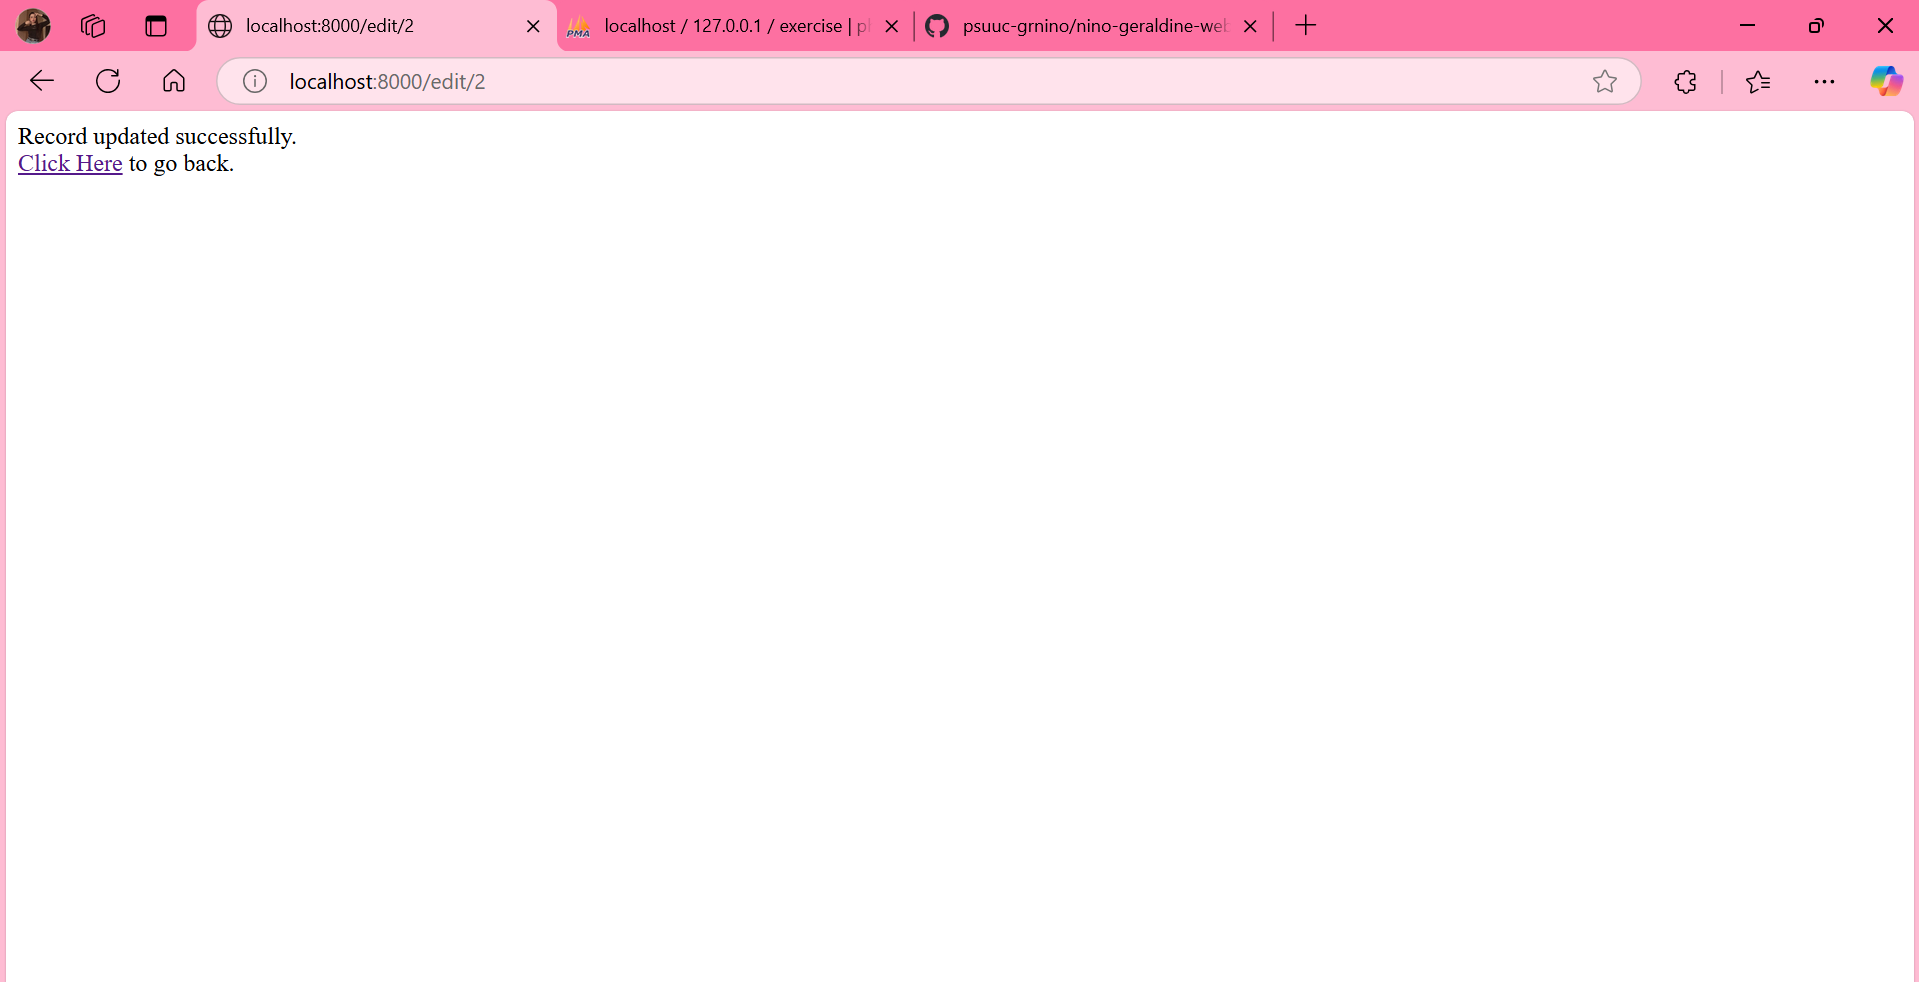 localhost:8000/edit/2
PMA
localhost / 127.0.0.1 / exercise | p
psuuc-grnino/nino-geraldine-web
localhost:8000/edit/2
Record updated successfully.
Click Here to go back.